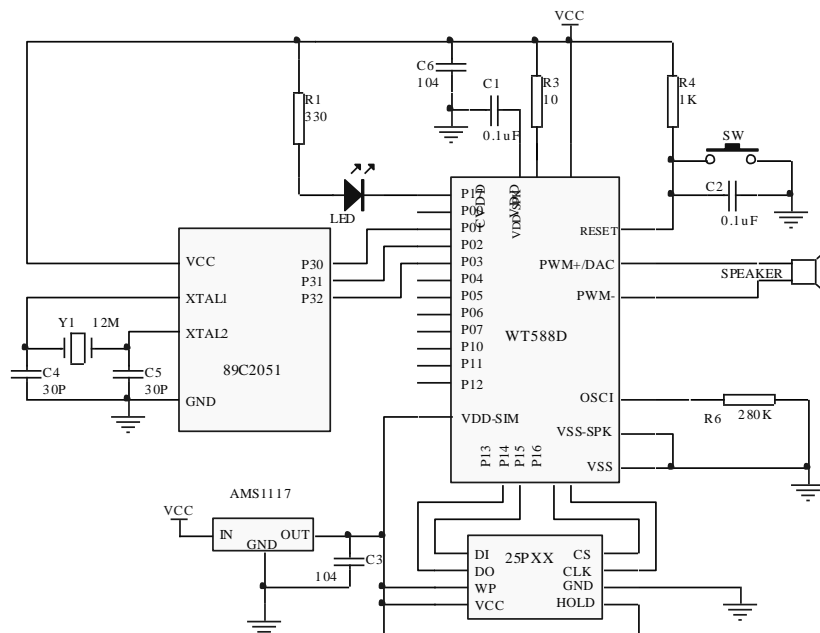 VCC
C6
104
C1
0.1uF
R3
10
R4
1K
R1
330
SW
C2
0.1uF
LED
P17
P00
P01
P02
P03
P04
P05
P06
P07
P10
P11
P12
CVDD
VDD-SPK
VDD
RESET
PWM+/DAC
PWM-
SPEAKER
WT588D
VCC
XTAL1
XTAL2
GND
P30
P31
P32
89C2051
Y1
12M
C4
30P
C5
30P
OSCI
R6
280K
VDD-SIM
VSS-SPK
VSS
P13
P14
P15
P16
AMS1117
VCC
IN
OUT
GND
C3
104
25PXX
DI
DO
WP
VCC
CS
CLK
GND
HOLD